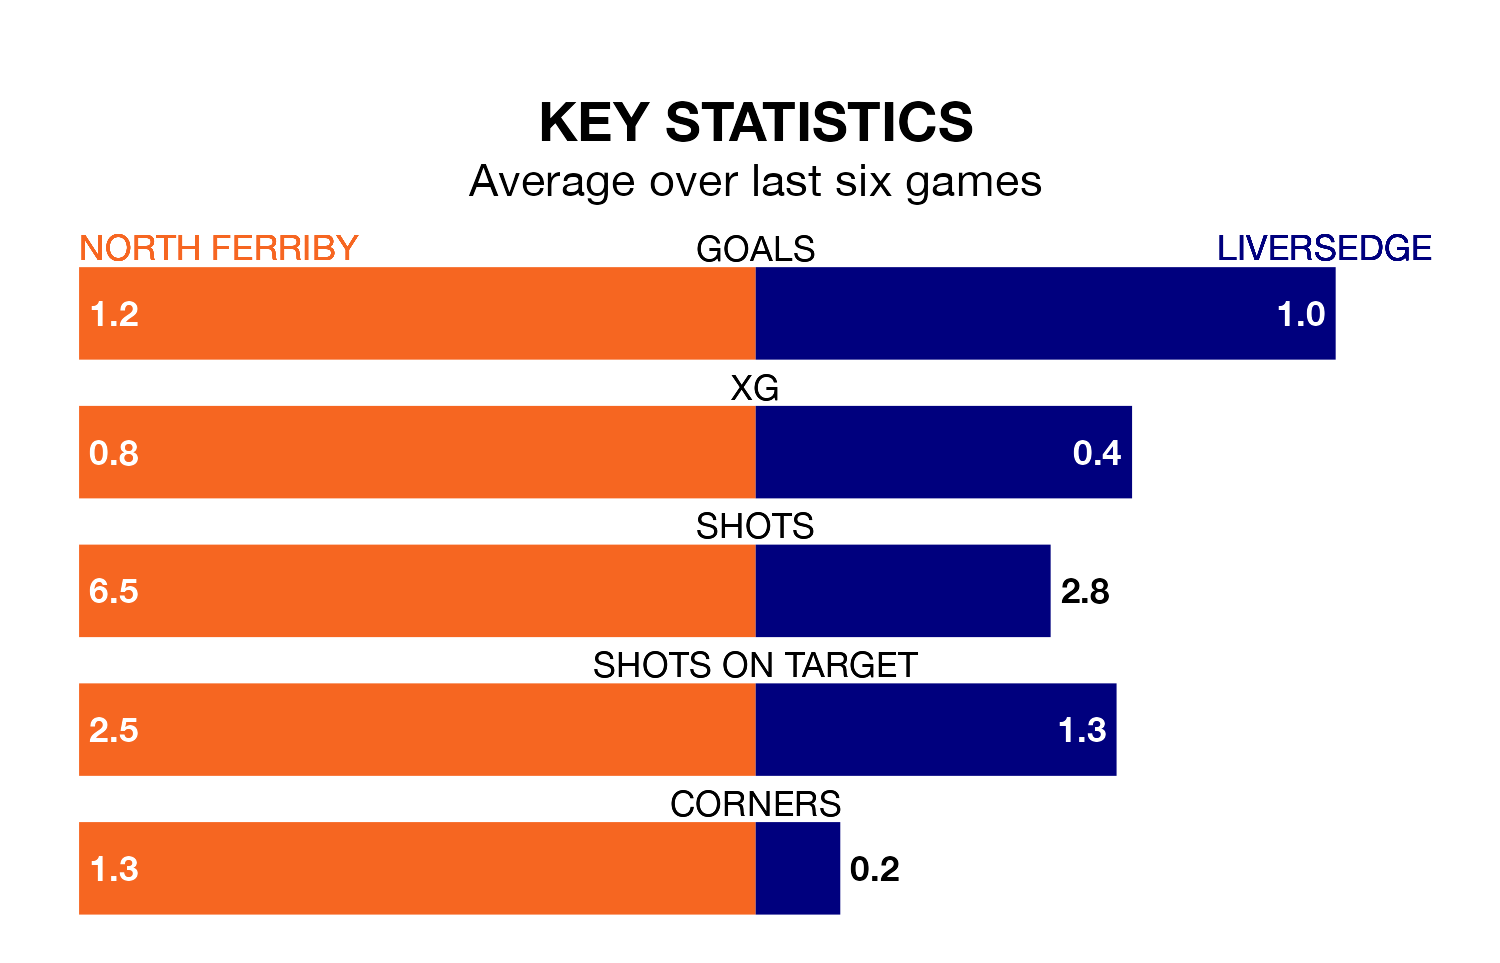 KEY STATISTICS
Average over last six games
NORTH FERRIBY GOALS LIVERSEDGE
1.2 1.0
XG
0.8 0.4
SHOTS
6.5 2.8
SHOTS ON TARGET
2.5 1.3
CORNERS
1.3 0.2